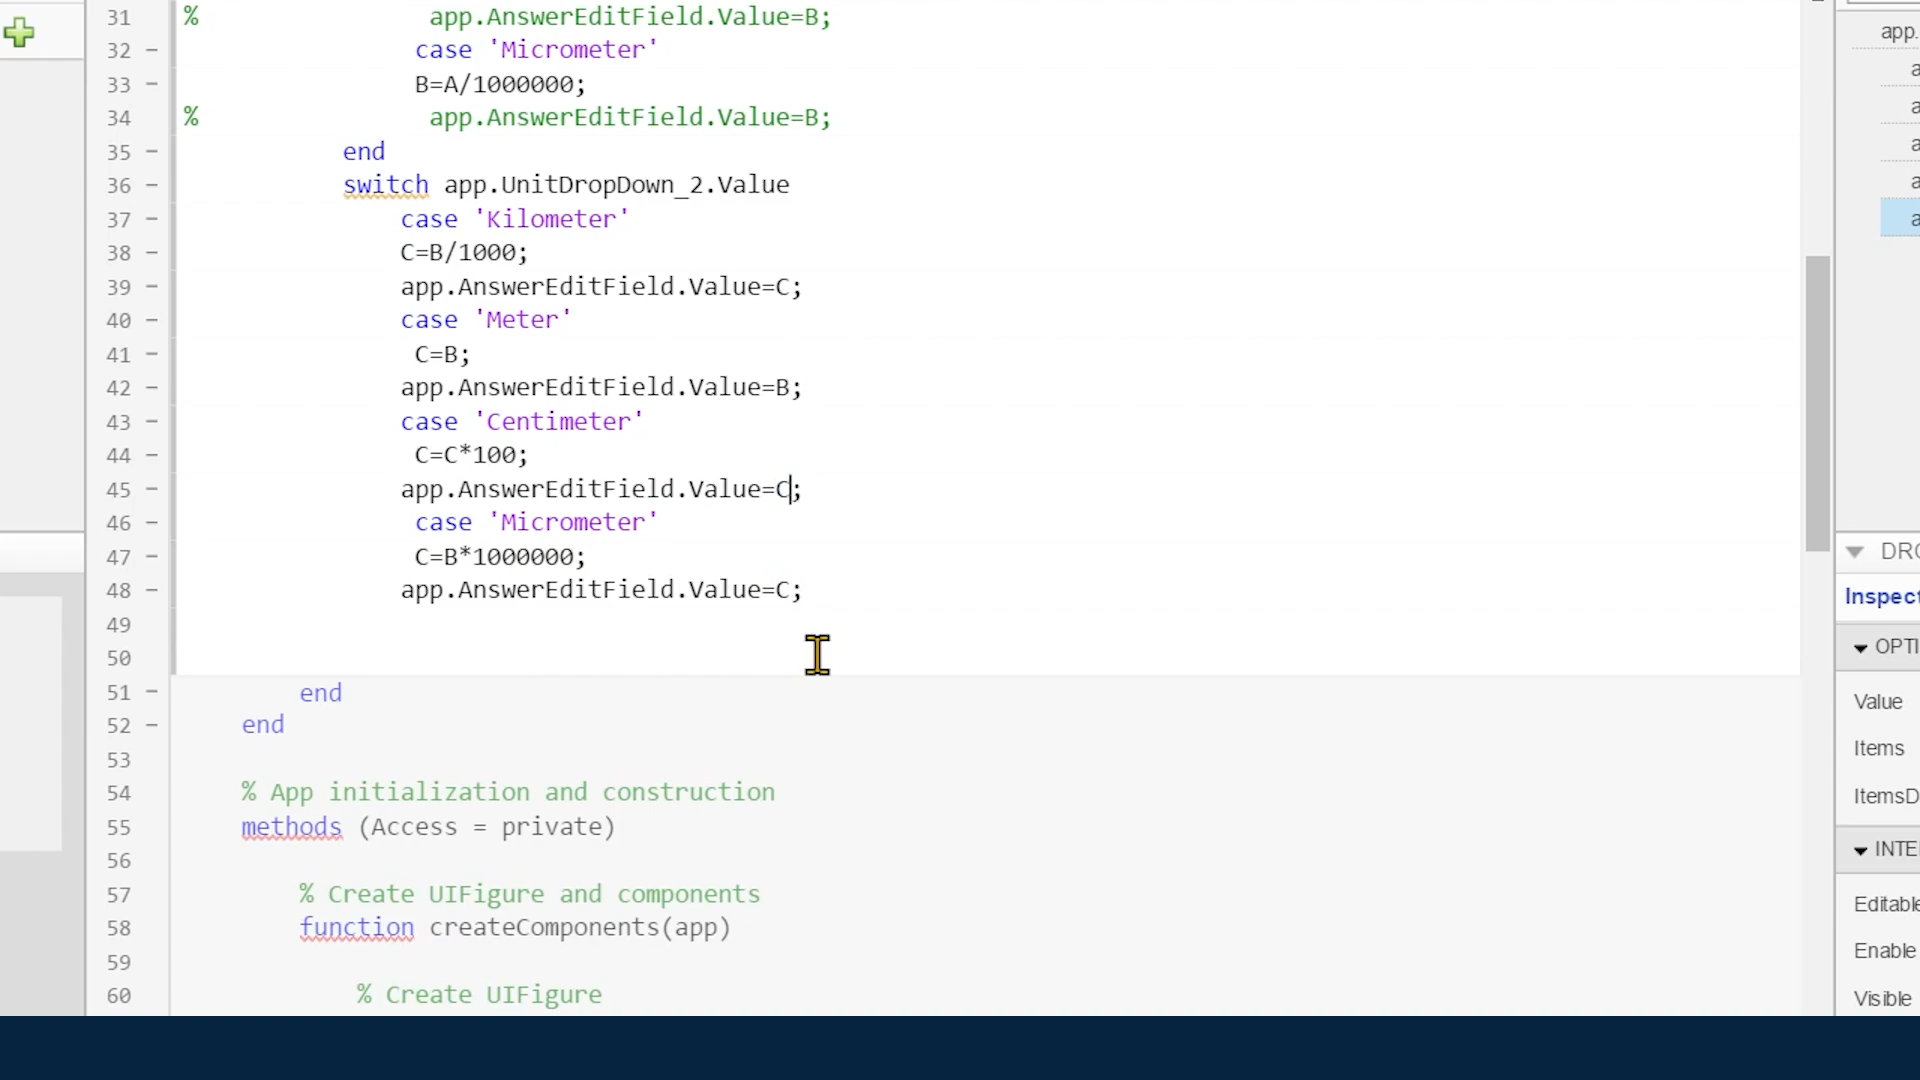 31 %                app.AnswerEditField.Value=B;
32 –               case 'Micrometer'
33 –               B=A/1000000;
34 %                app.AnswerEditField.Value=B;
35 –          end
36 –          switch app.UnitDropDown_2.Value
37 –              case 'Kilometer'
38 –              C=B/1000;
39 –              app.AnswerEditField.Value=C;
40 –              case 'Meter'
41 –               C=B;
42 –              app.AnswerEditField.Value=B;
43 –              case 'Centimeter'
44 –               C=C*100;
45 –              app.AnswerEditField.Value=C;
46 –               case 'Micrometer'
47 –               C=B*1000000;
48 –              app.AnswerEditField.Value=C;
49
50
51 –       end
52 –   end
53
54     % App initialization and construction
55     methods (Access = private)
56
57         % Create UIFigure and components
58         function createComponents(app)
59
60             % Create UIFigure
app.
a
a
a
a
a
DRO
Inspect
OPTI
Value
Items
ItemsD
INTE
Editable
Enable
Visible